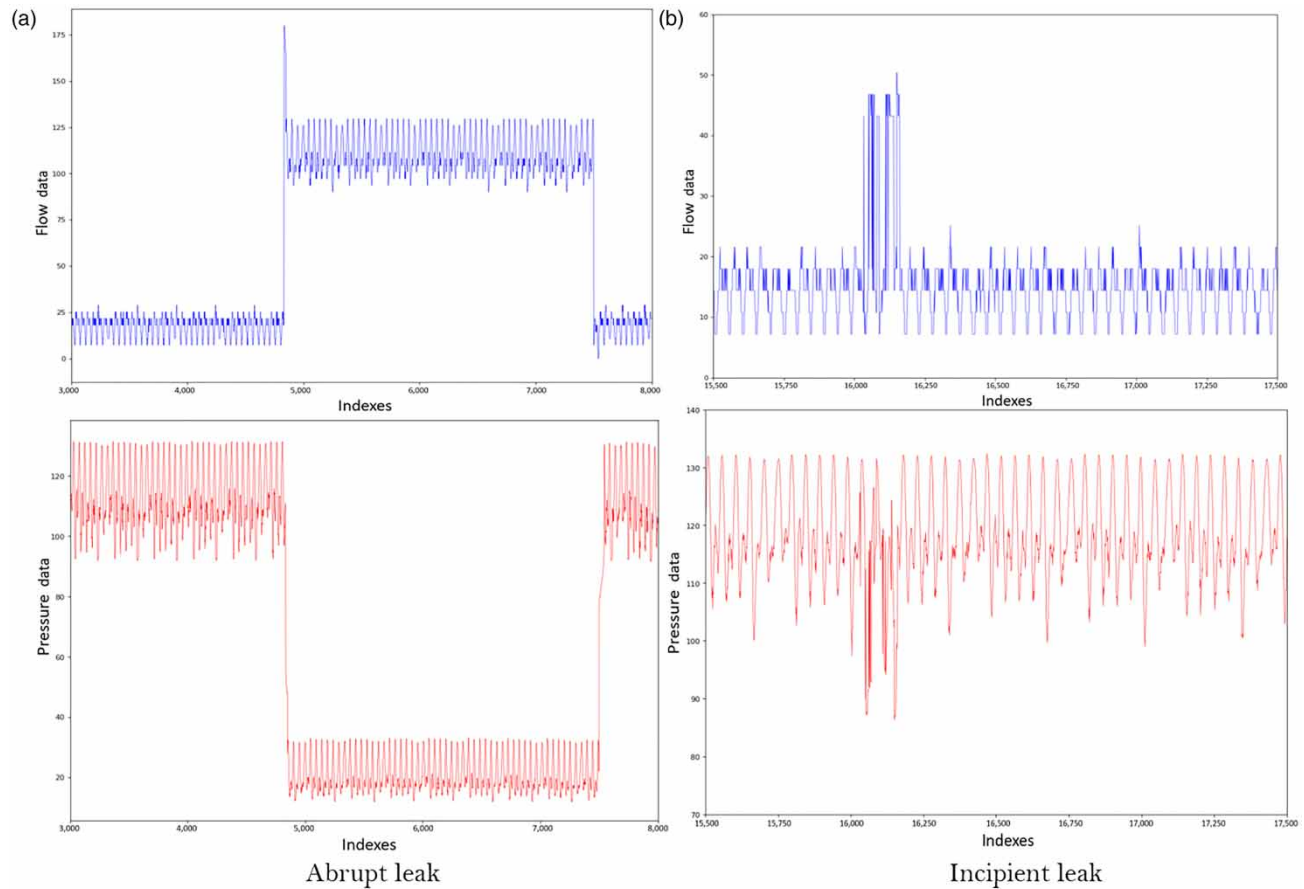 (a)
175
150
125
100
75
50
25
0
Flow data
3,000 4,000 5,000 6,000 7,000 8,000
Indexes
(b)
60
50
40
30
20
10
0
Flow data
15,500 15,750 16,000 16,250 16,500 16,750 17,000 17,250 17,500
Indexes
120
100
80
60
40
20
Pressure data
3,000 4,000 5,000 6,000 7,000 8,000
Indexes
Abrupt leak
140
130
120
110
100
90
80
70
Pressure data
15,500 15,750 16,000 16,250 16,500 16,750 17,000 17,250 17,500
Indexes
Incipient leak